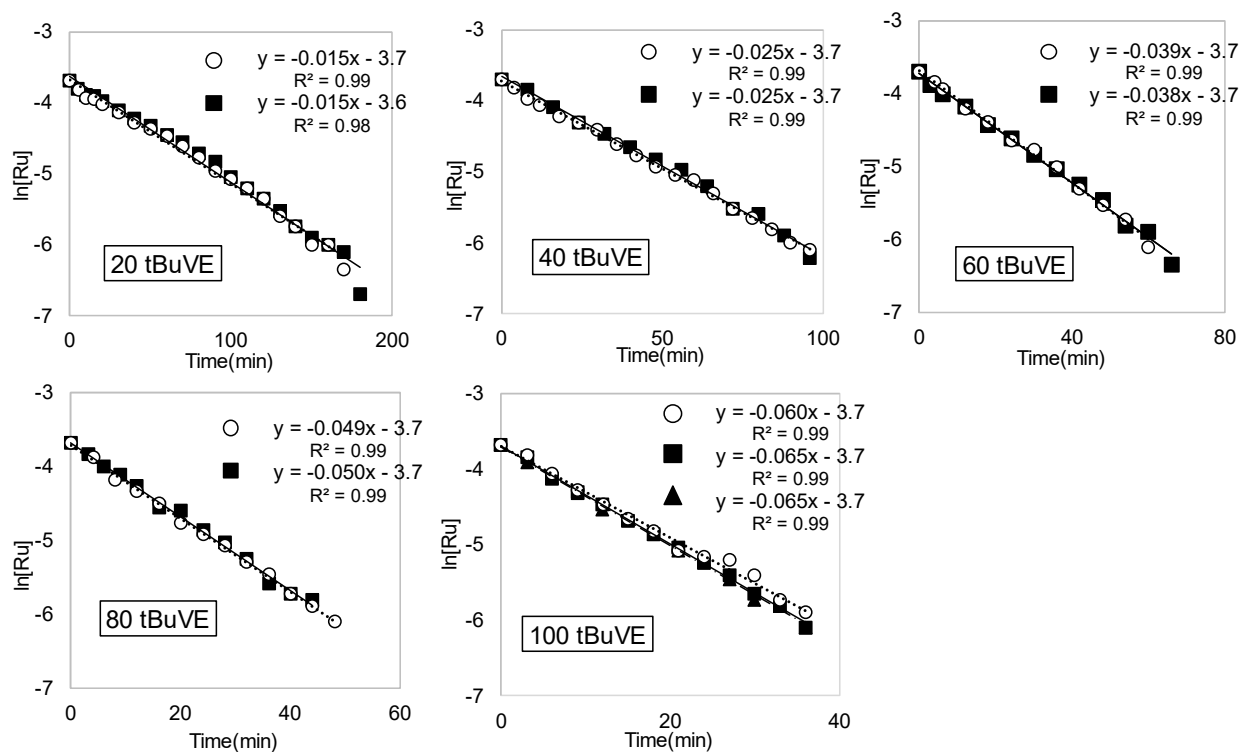 -3
-4
-5
-6
-7
ln[Ru]
y = -0.015x - 3.7
R² = 0.99
y = -0.015x - 3.6
R² = 0.98
20 tBuVE
0
100
200
Time(min)
-3
-4
-5
-6
-7
ln[Ru]
y = -0.025x - 3.7
R² = 0.99
y = -0.025x - 3.7
R² = 0.99
40 tBuVE
0
50
100
Time(min)
-3
-4
-5
-6
-7
ln[Ru]
y = -0.039x - 3.7
R² = 0.99
y = -0.038x - 3.7
R² = 0.99
60 tBuVE
0
40
80
Time(min)
-3
-4
-5
-6
-7
ln[Ru]
y = -0.049x - 3.7
R² = 0.99
y = -0.050x - 3.7
R² = 0.99
80 tBuVE
0
20
40
60
Time(min)
-3
-4
-5
-6
-7
ln[Ru]
y = -0.060x - 3.7
R² = 0.99
y = -0.065x - 3.7
R² = 0.99
y = -0.065x - 3.7
R² = 0.99
100 tBuVE
0
20
40
Time(min)